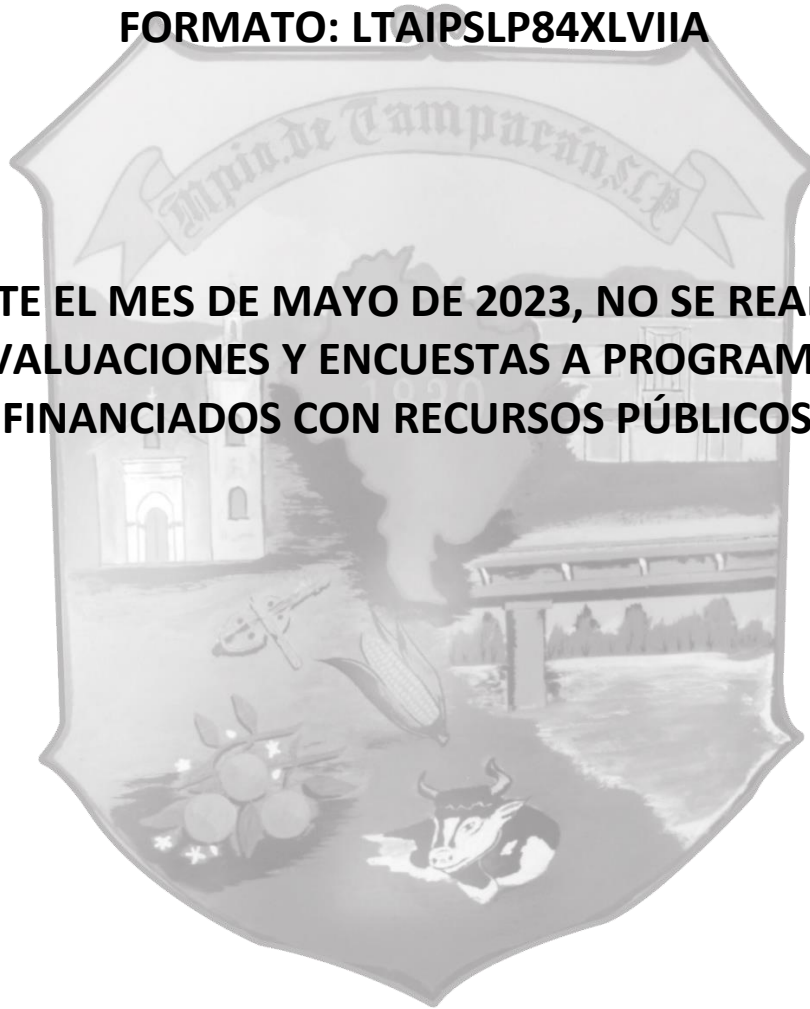 FORMATO: LTAIPSLP84XLVIIA
Mpio. de Tampacán, S.L.P.
TE EL MES DE MAYO DE 2023, NO SE REA
VALUACIONES Y ENCUESTAS A PROGRAM
1830
FINANCIADOS CON RECURSOS PÚBLICOS